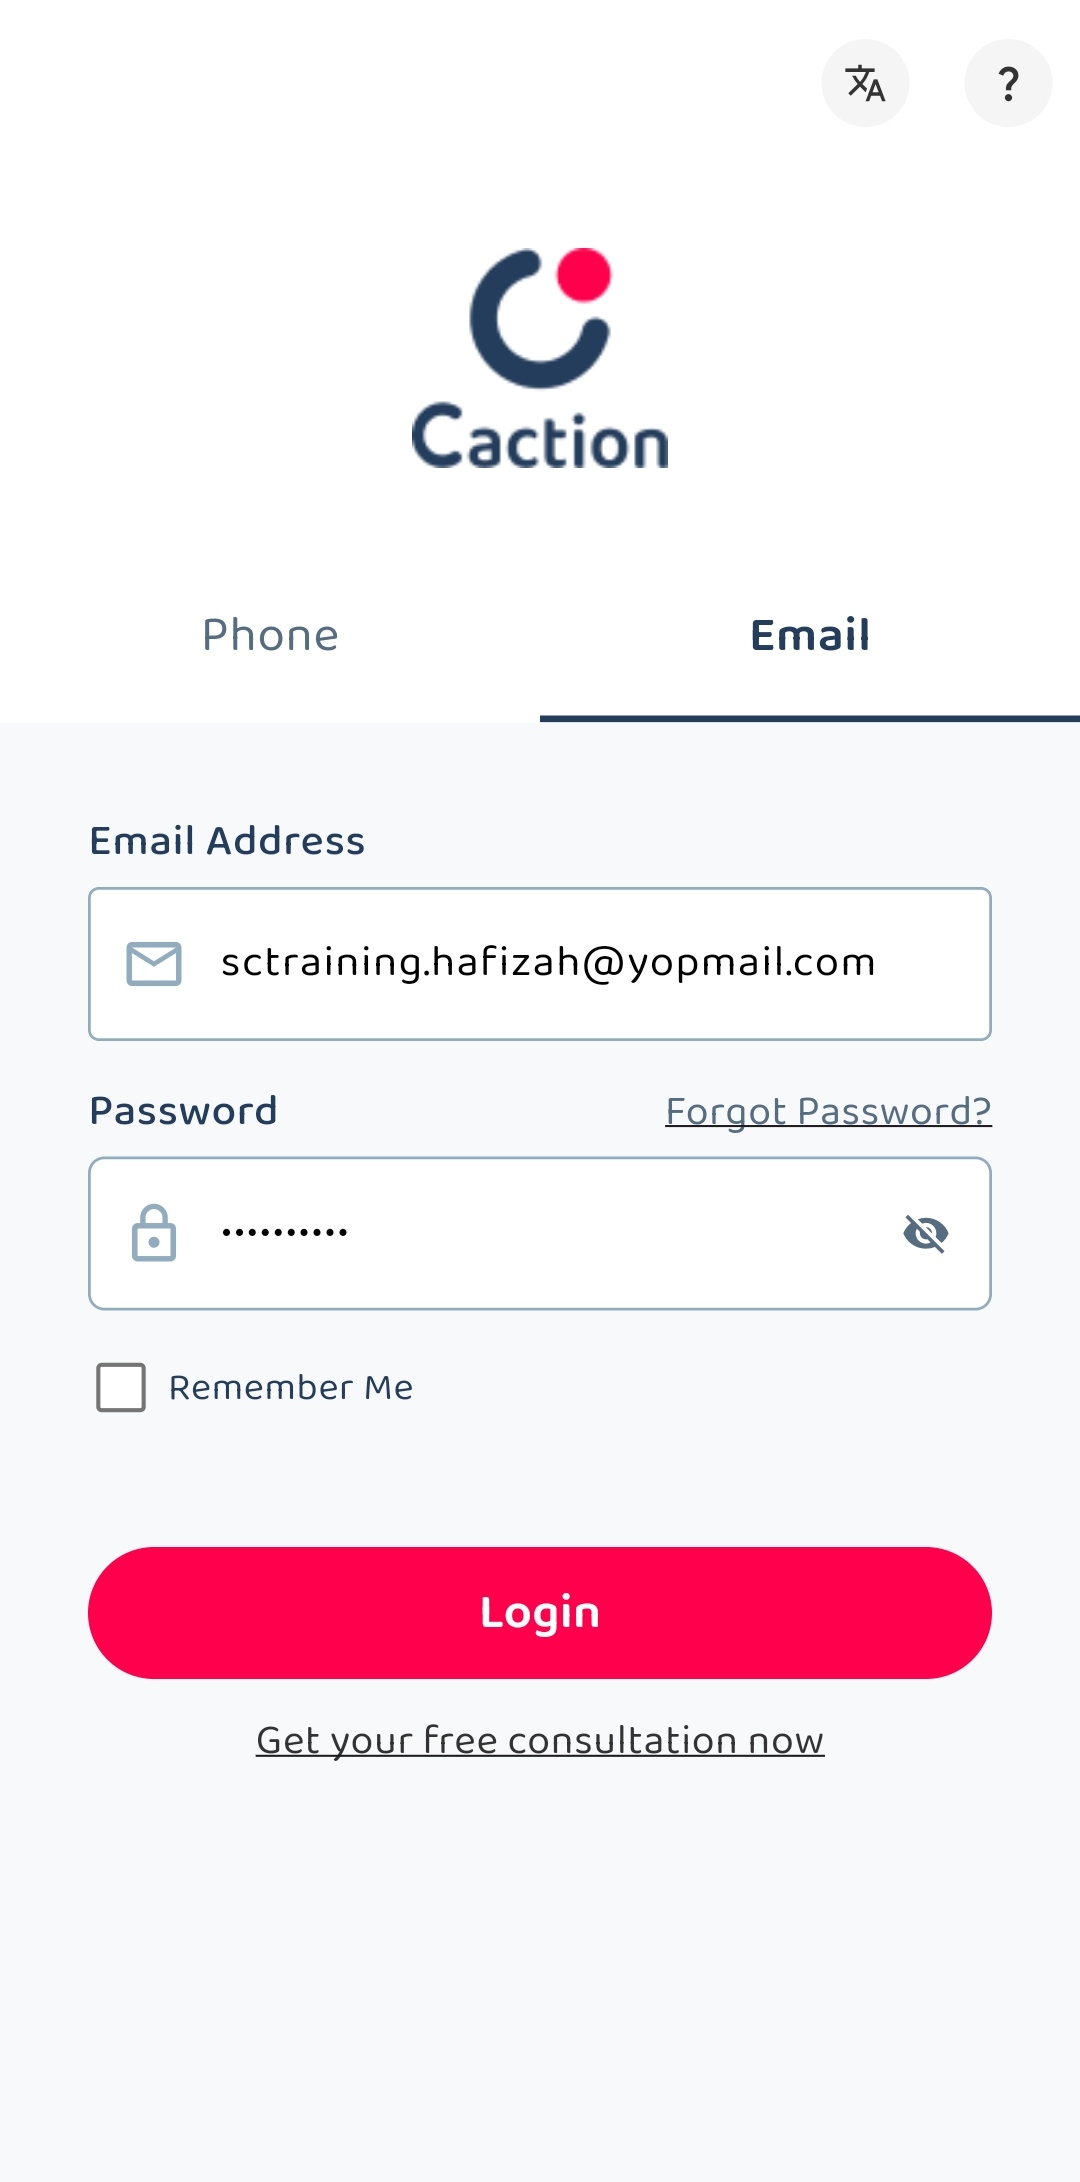 ?
Caction
Phone
Email
Email Address
sctraining.hafizah@yopmail.com
Password
Forgot Password?
••••••••••
Remember Me
Login
Get your free consultation now